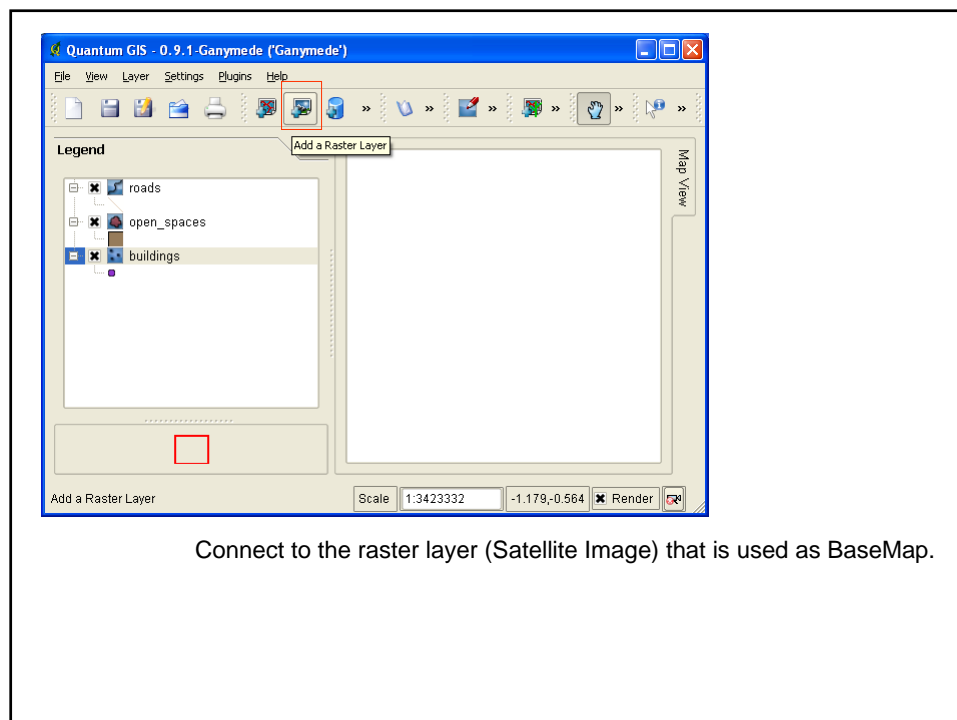 Quantum GIS - 0.9.1-Ganymede ('Ganymede')
File View Layer Settings Plugins Help
» » » » » »
Add a Raster Layer
Legend
Map View
roads
open_spaces
buildings
Add a Raster Layer Scale 1:3423332 -1.179,-0.564 Render
Connect to the raster layer (Satellite Image) that is used as BaseMap.